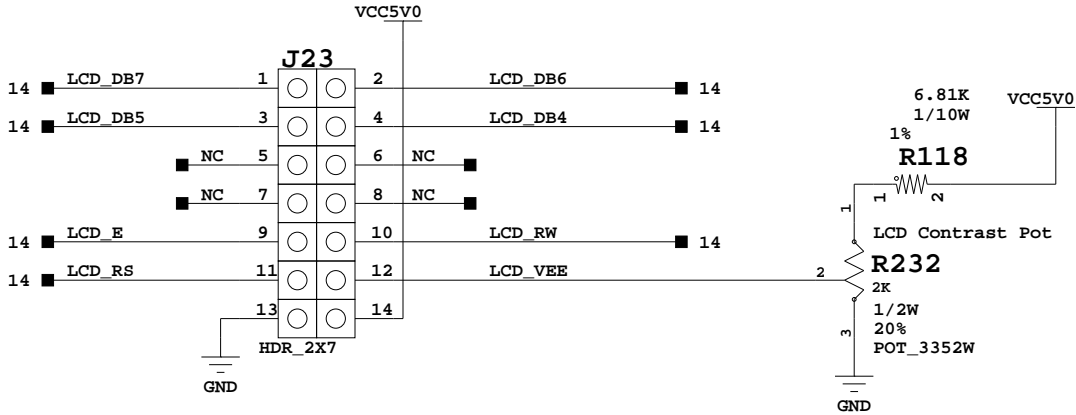 VCC5V0
J23
14 LCD_DB7 1 2 LCD_DB6 14
14 LCD_DB5 3 4 LCD_DB4 14
NC 5 6 NC
NC 7 8 NC
14 LCD_E 9 10 LCD_RW 14
14 LCD_RS 11 12 LCD_VEE 2
13 14
HDR_2X7
GND
6.81K
1/10W
1%
R118
VCC5V0
1 2
1
LCD Contrast Pot
R232
2K
1/2W
20%
POT_3352W
3
GND